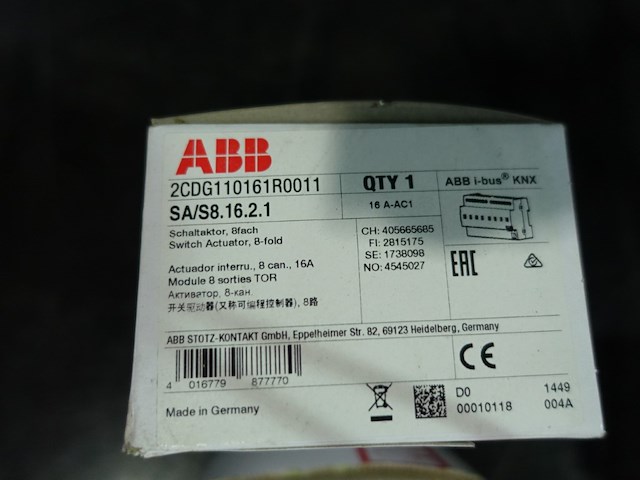 ABB
2CDG110161R0011
QTY 1
ABB i-bus® KNX
SA/S8.16.2.1
16 A-AC1
Schaltaktor, 8fach
Switch Actuator, 8-fold
CH: 405665685
FI: 2815175
SE: 1738098
NO: 4545027
Actuador interru., 8 can., 16A
Module 8 sorties TOR
Активатор, 8-кан.
开关驱动器(又称可编程控制器), 8路
EAC
ABB STOTZ-KONTAKT GmbH, Eppelheimer Str. 82, 69123 Heidelberg, Germany
4 016779 877770
CE
Made in Germany
D0 1449
00010118 004A